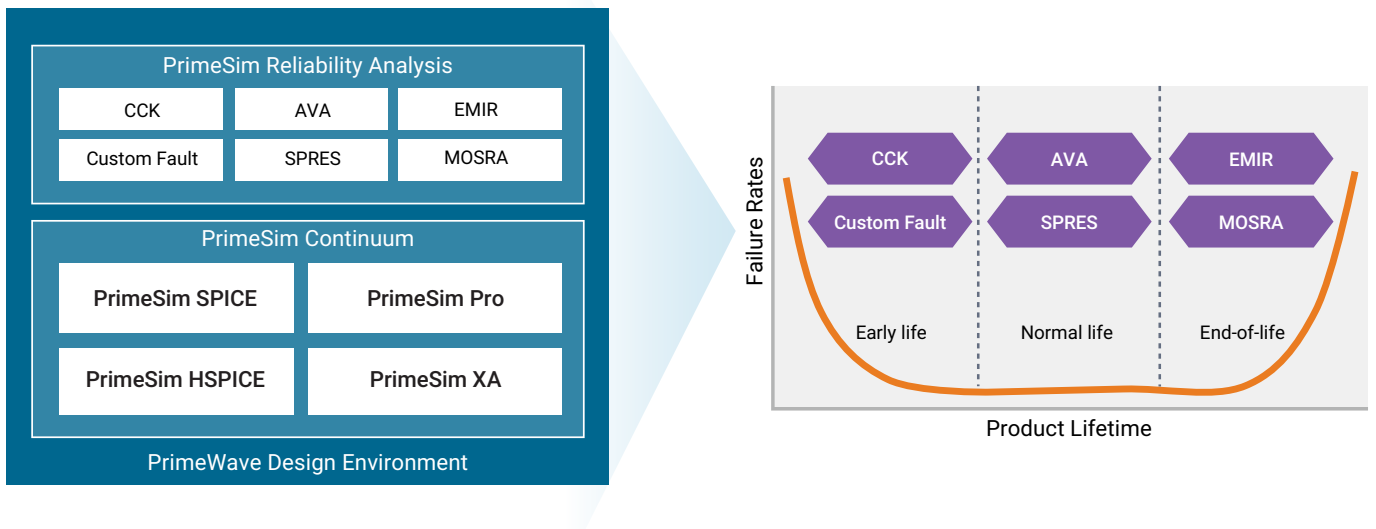 PrimeSim Reliability Analysis
CCK
AVA
EMIR
Custom Fault
SPRES
MOSRA
PrimeSim Continuum
PrimeSim SPICE
PrimeSim Pro
PrimeSim HSPICE
PrimeSim XA
PrimeWave Design Environment
Failure Rates
CCK
AVA
EMIR
Custom Fault
SPRES
MOSRA
Early life
Normal life
End-of-life
Product Lifetime